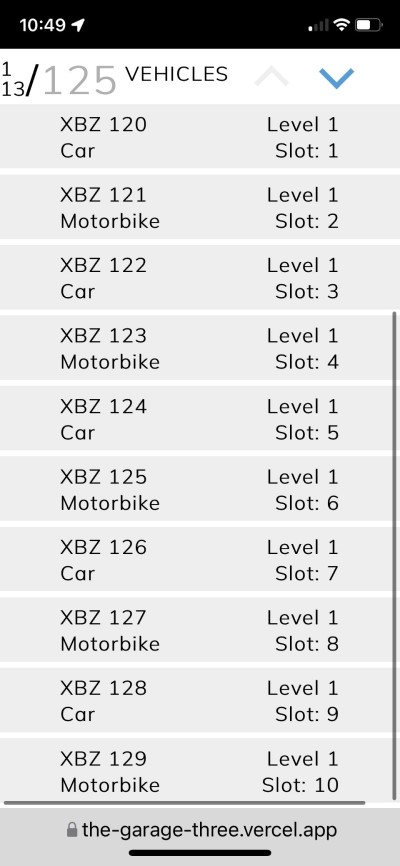 10:49
1
13/125 VEHICLES
XBZ 120 Level 1
Car Slot: 1
XBZ 121 Level 1
Motorbike Slot: 2
XBZ 122 Level 1
Car Slot: 3
XBZ 123 Level 1
Motorbike Slot: 4
XBZ 124 Level 1
Car Slot: 5
XBZ 125 Level 1
Motorbike Slot: 6
XBZ 126 Level 1
Car Slot: 7
XBZ 127 Level 1
Motorbike Slot: 8
XBZ 128 Level 1
Car Slot: 9
XBZ 129 Level 1
Motorbike Slot: 10
the-garage-three.vercel.app